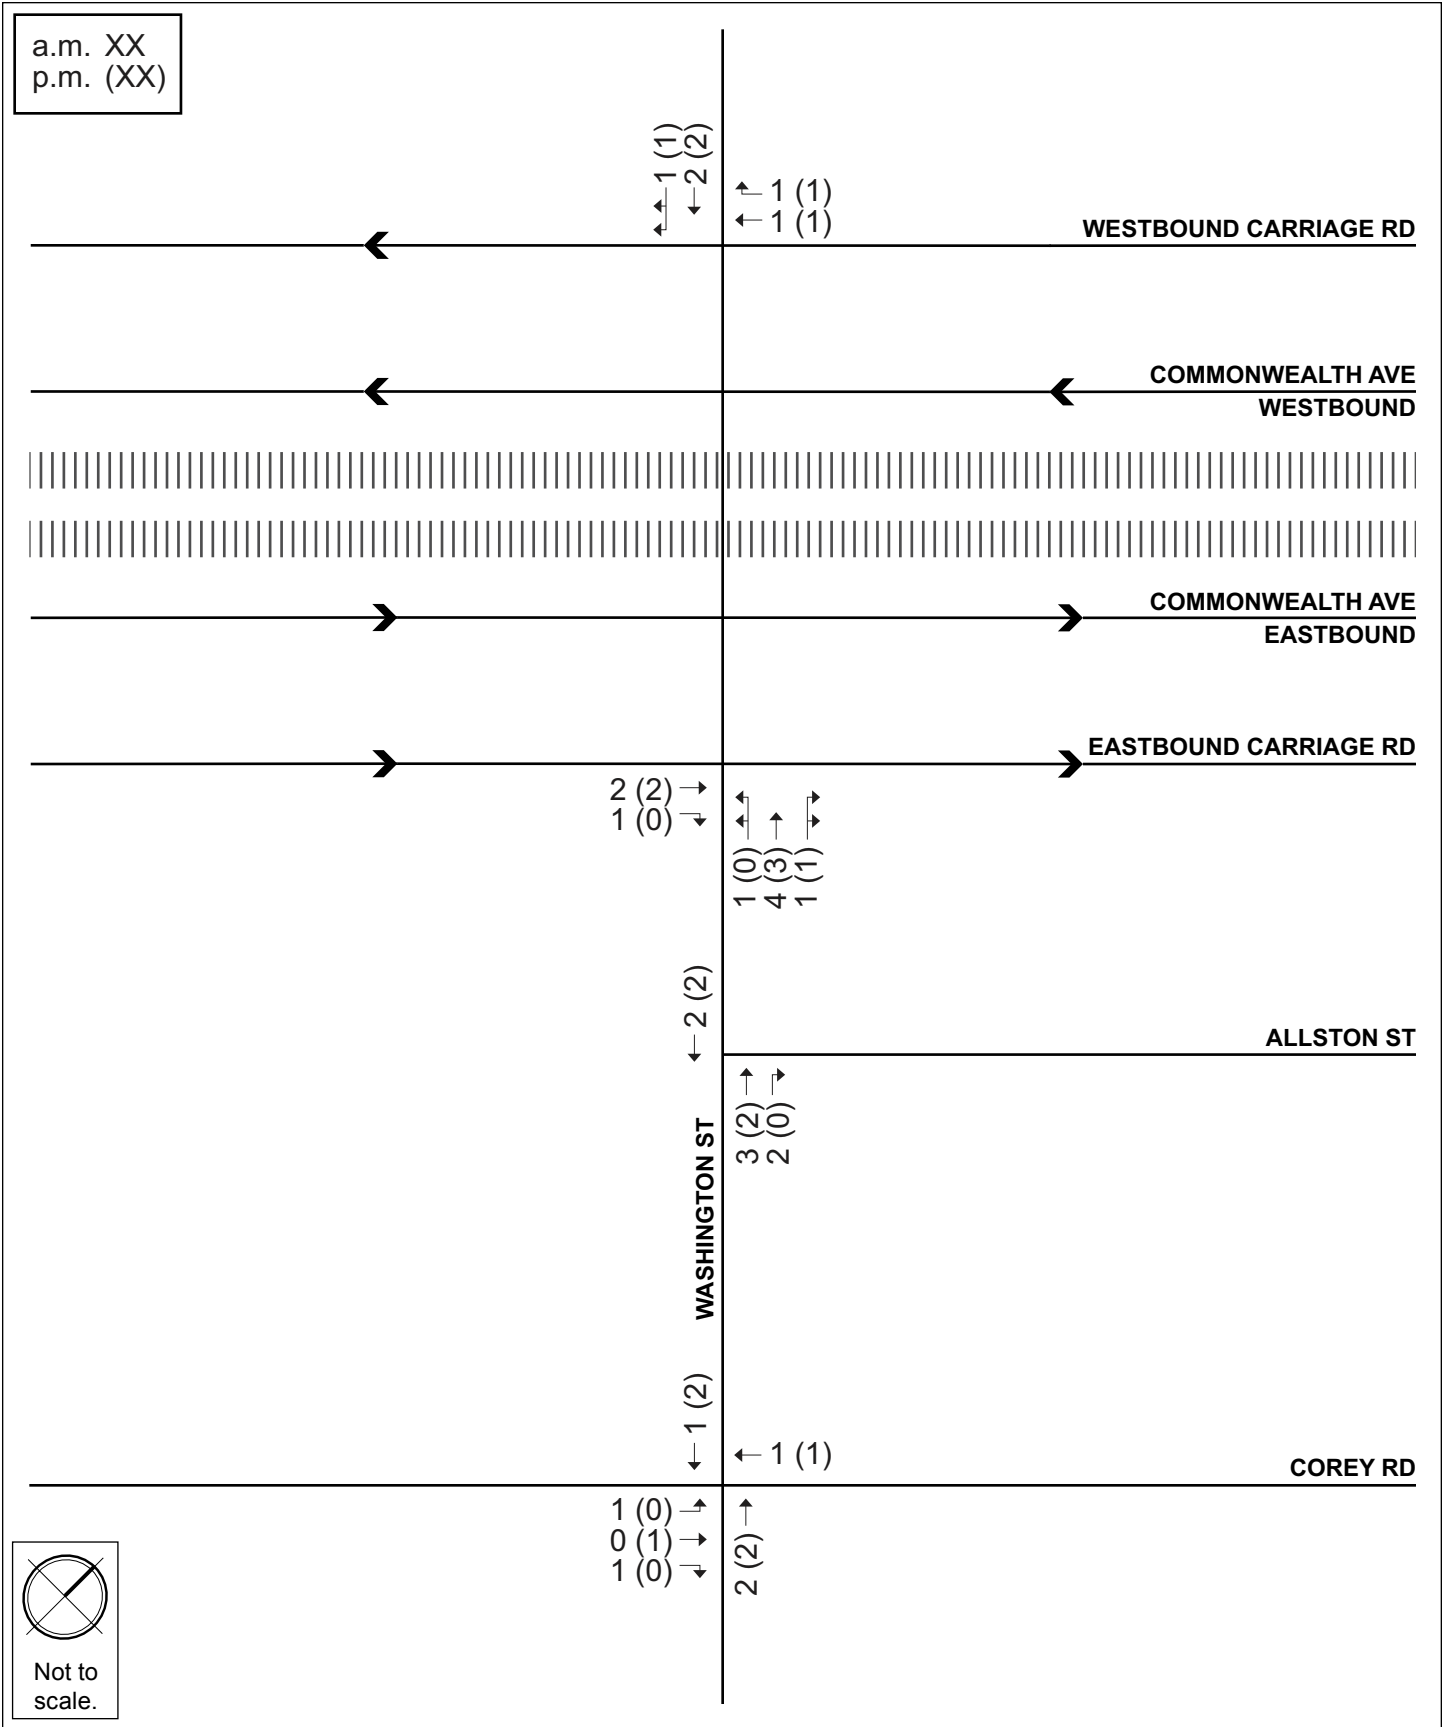 a.m. XX
p.m. (XX)
1 (1)
2 (2)
1 (1)
1 (1)
WESTBOUND CARRIAGE RD
COMMONWEALTH AVE
WESTBOUND
COMMONWEALTH AVE
EASTBOUND
EASTBOUND CARRIAGE RD
2 (2)
1 (0)
1 (0)
4 (3)
1 (1)
2 (2)
ALLSTON ST
3 (2)
2 (0)
WASHINGTON ST
1 (2)
1 (1)
COREY RD
1 (0)
0 (1)
1 (0)
2 (2)
Not to
scale.